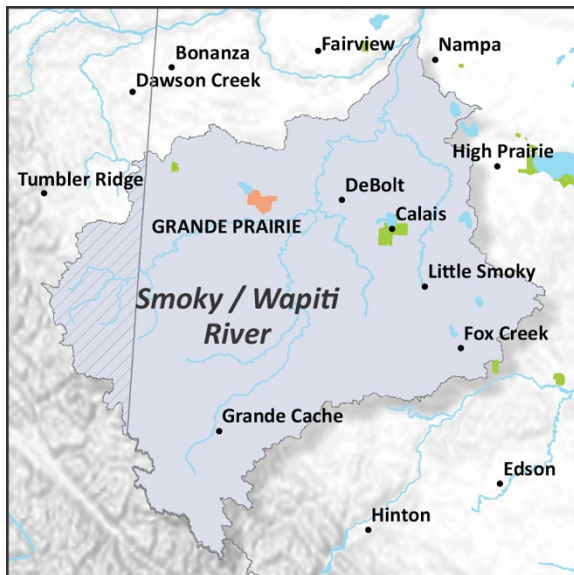 Fairview
Nampa
Bonanza
Dawson Creek
High Prairie
Tumbler Ridge
DeBolt
GRANDE PRAIRIE
Calais
Little Smoky
Smoky / Wapiti
River
Fox Creek
Grande Cache
Edson
Hinton